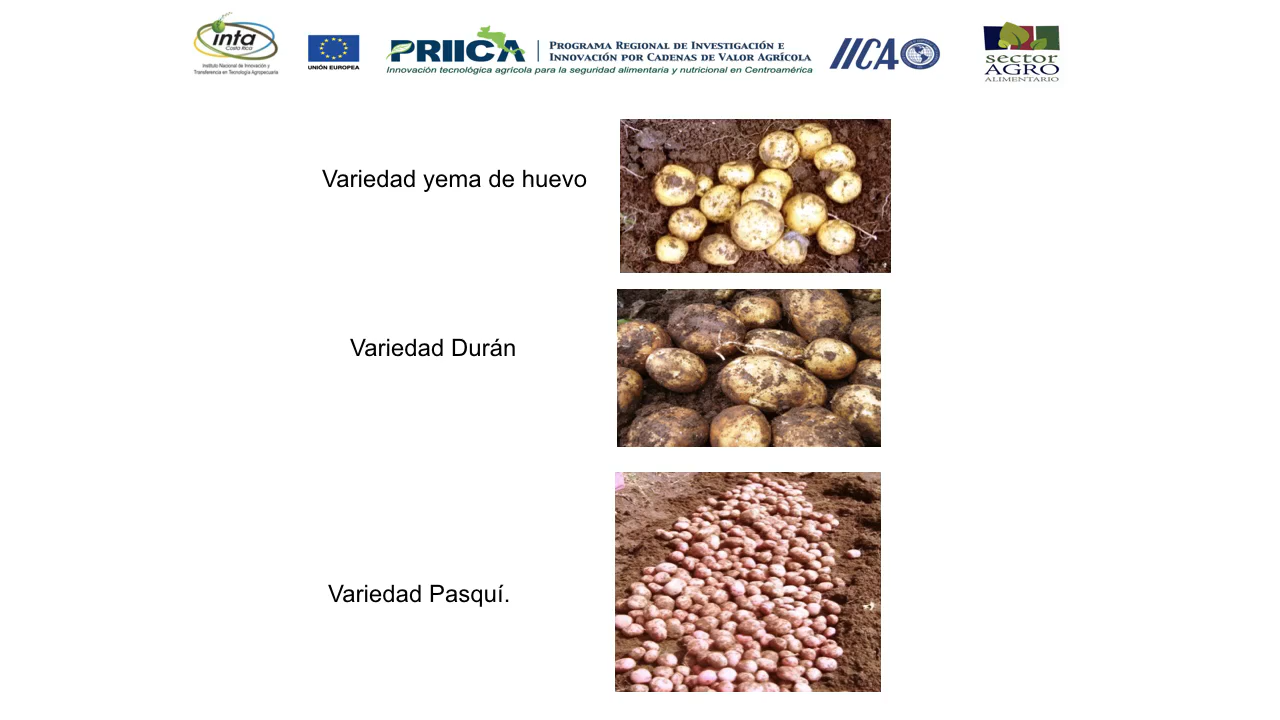 inta
Costa Rica
Instituto Nacional de Innovación y
Transferencia en Tecnología Agropecuaria
UNIÓN EUROPEA
PRIICA
PROGRAMA REGIONAL DE INVESTIGACIÓN E
INNOVACIÓN POR CADENAS DE VALOR AGRÍCOLA
Innovación tecnológica agrícola para la seguridad alimentaria y nutricional en Centroamérica
IICA
sector
AGRO
ALIMENTARIO
Variedad yema de huevo
Variedad Durán
Variedad Pasquí.